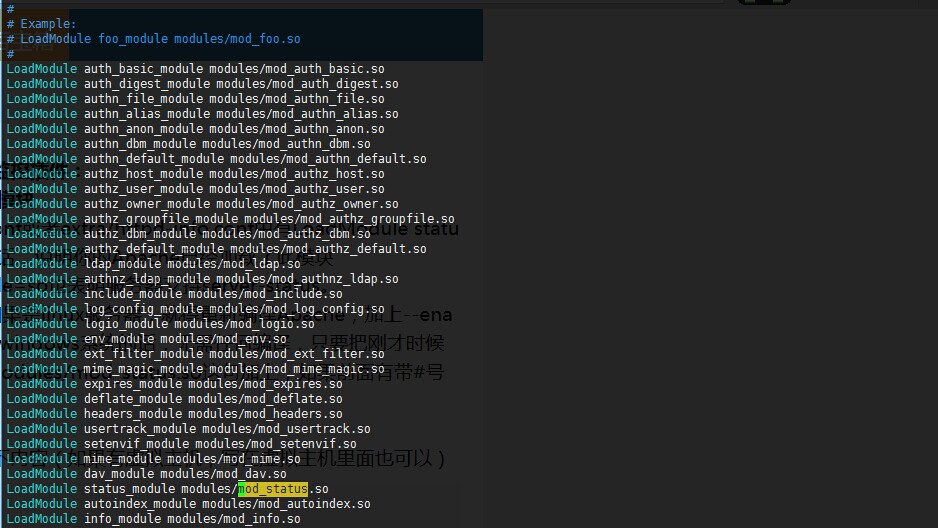 #
# Example:
# LoadModule foo_module modules/mod_foo.so
#
LoadModule auth_basic_module modules/mod_auth_basic.so
LoadModule auth_digest_module modules/mod_auth_digest.so
LoadModule authn_file_module modules/mod_authn_file.so
LoadModule authn_alias_module modules/mod_authn_alias.so
LoadModule authn_anon_module modules/mod_authn_anon.so
LoadModule authn_dbm_module modules/mod_authn_dbm.so
LoadModule authn_default_module modules/mod_authn_default.so
LoadModule authz_host_module modules/mod_authz_host.so
LoadModule authz_user_module modules/mod_authz_user.so
LoadModule authz_owner_module modules/mod_authz_owner.so
LoadModule authz_groupfile_module modules/mod_authz_groupfile.so
LoadModule authz_dbm_module modules/mod_authz_dbm.so
LoadModule authz_default_module modules/mod_authz_default.so
LoadModule ldap_module modules/mod_ldap.so
LoadModule authnz_ldap_module modules/mod_authnz_ldap.so
LoadModule include_module modules/mod_include.so
LoadModule log_config_module modules/mod_log_config.so
LoadModule logio_module modules/mod_logio.so
LoadModule env_module modules/mod_env.so
LoadModule ext_filter_module modules/mod_ext_filter.so
LoadModule mime_magic_module modules/mod_mime_magic.so
LoadModule expires_module modules/mod_expires.so
LoadModule deflate_module modules/mod_deflate.so
LoadModule headers_module modules/mod_headers.so
LoadModule usertrack_module modules/mod_usertrack.so
LoadModule setenvif_module modules/mod_setenvif.so
LoadModule mime_module modules/mod_mime.so
LoadModule dav_module modules/mod_dav.so
LoadModule status_module modules/mod_status.so
LoadModule autoindex_module modules/mod_autoindex.so
LoadModule info_module modules/mod_info.so